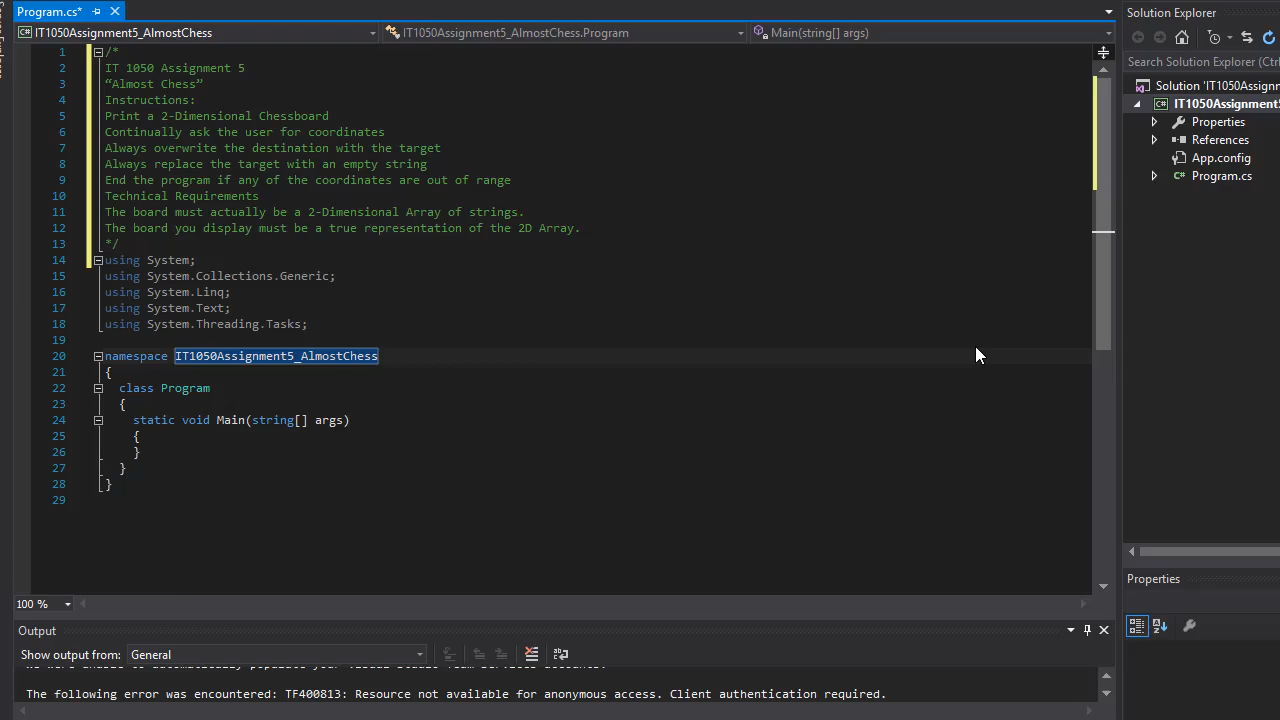 Program.cs*
IT1050Assignment5_AlmostChess
IT1050Assignment5_AlmostChess.Program
Main(string[] args)
1 /*
2 IT 1050 Assignment 5
3 “Almost Chess”
4 Instructions:
5 Print a 2-Dimensional Chessboard
6 Continually ask the user for coordinates
7 Always overwrite the destination with the target
8 Always replace the target with an empty string
9 End the program if any of the coordinates are out of range
10 Technical Requirements
11 The board must actually be a 2-Dimensional Array of strings.
12 The board you display must be a true representation of the 2D Array.
13 */
14 using System;
15 using System.Collections.Generic;
16 using System.Linq;
17 using System.Text;
18 using System.Threading.Tasks;
19
20 namespace IT1050Assignment5_AlmostChess
21 {
22 class Program
23 {
24 static void Main(string[] args)
25 {
26 }
27 }
28 }
29
100 %
Output
Show output from: General
The following error was encountered: TF400813: Resource not available for anonymous access. Client authentication required.
Solution Explorer
Search Solution Explorer (
Solution 'IT1050Assignm
IT1050Assignment5
Properties
References
App.config
Program.cs
Properties